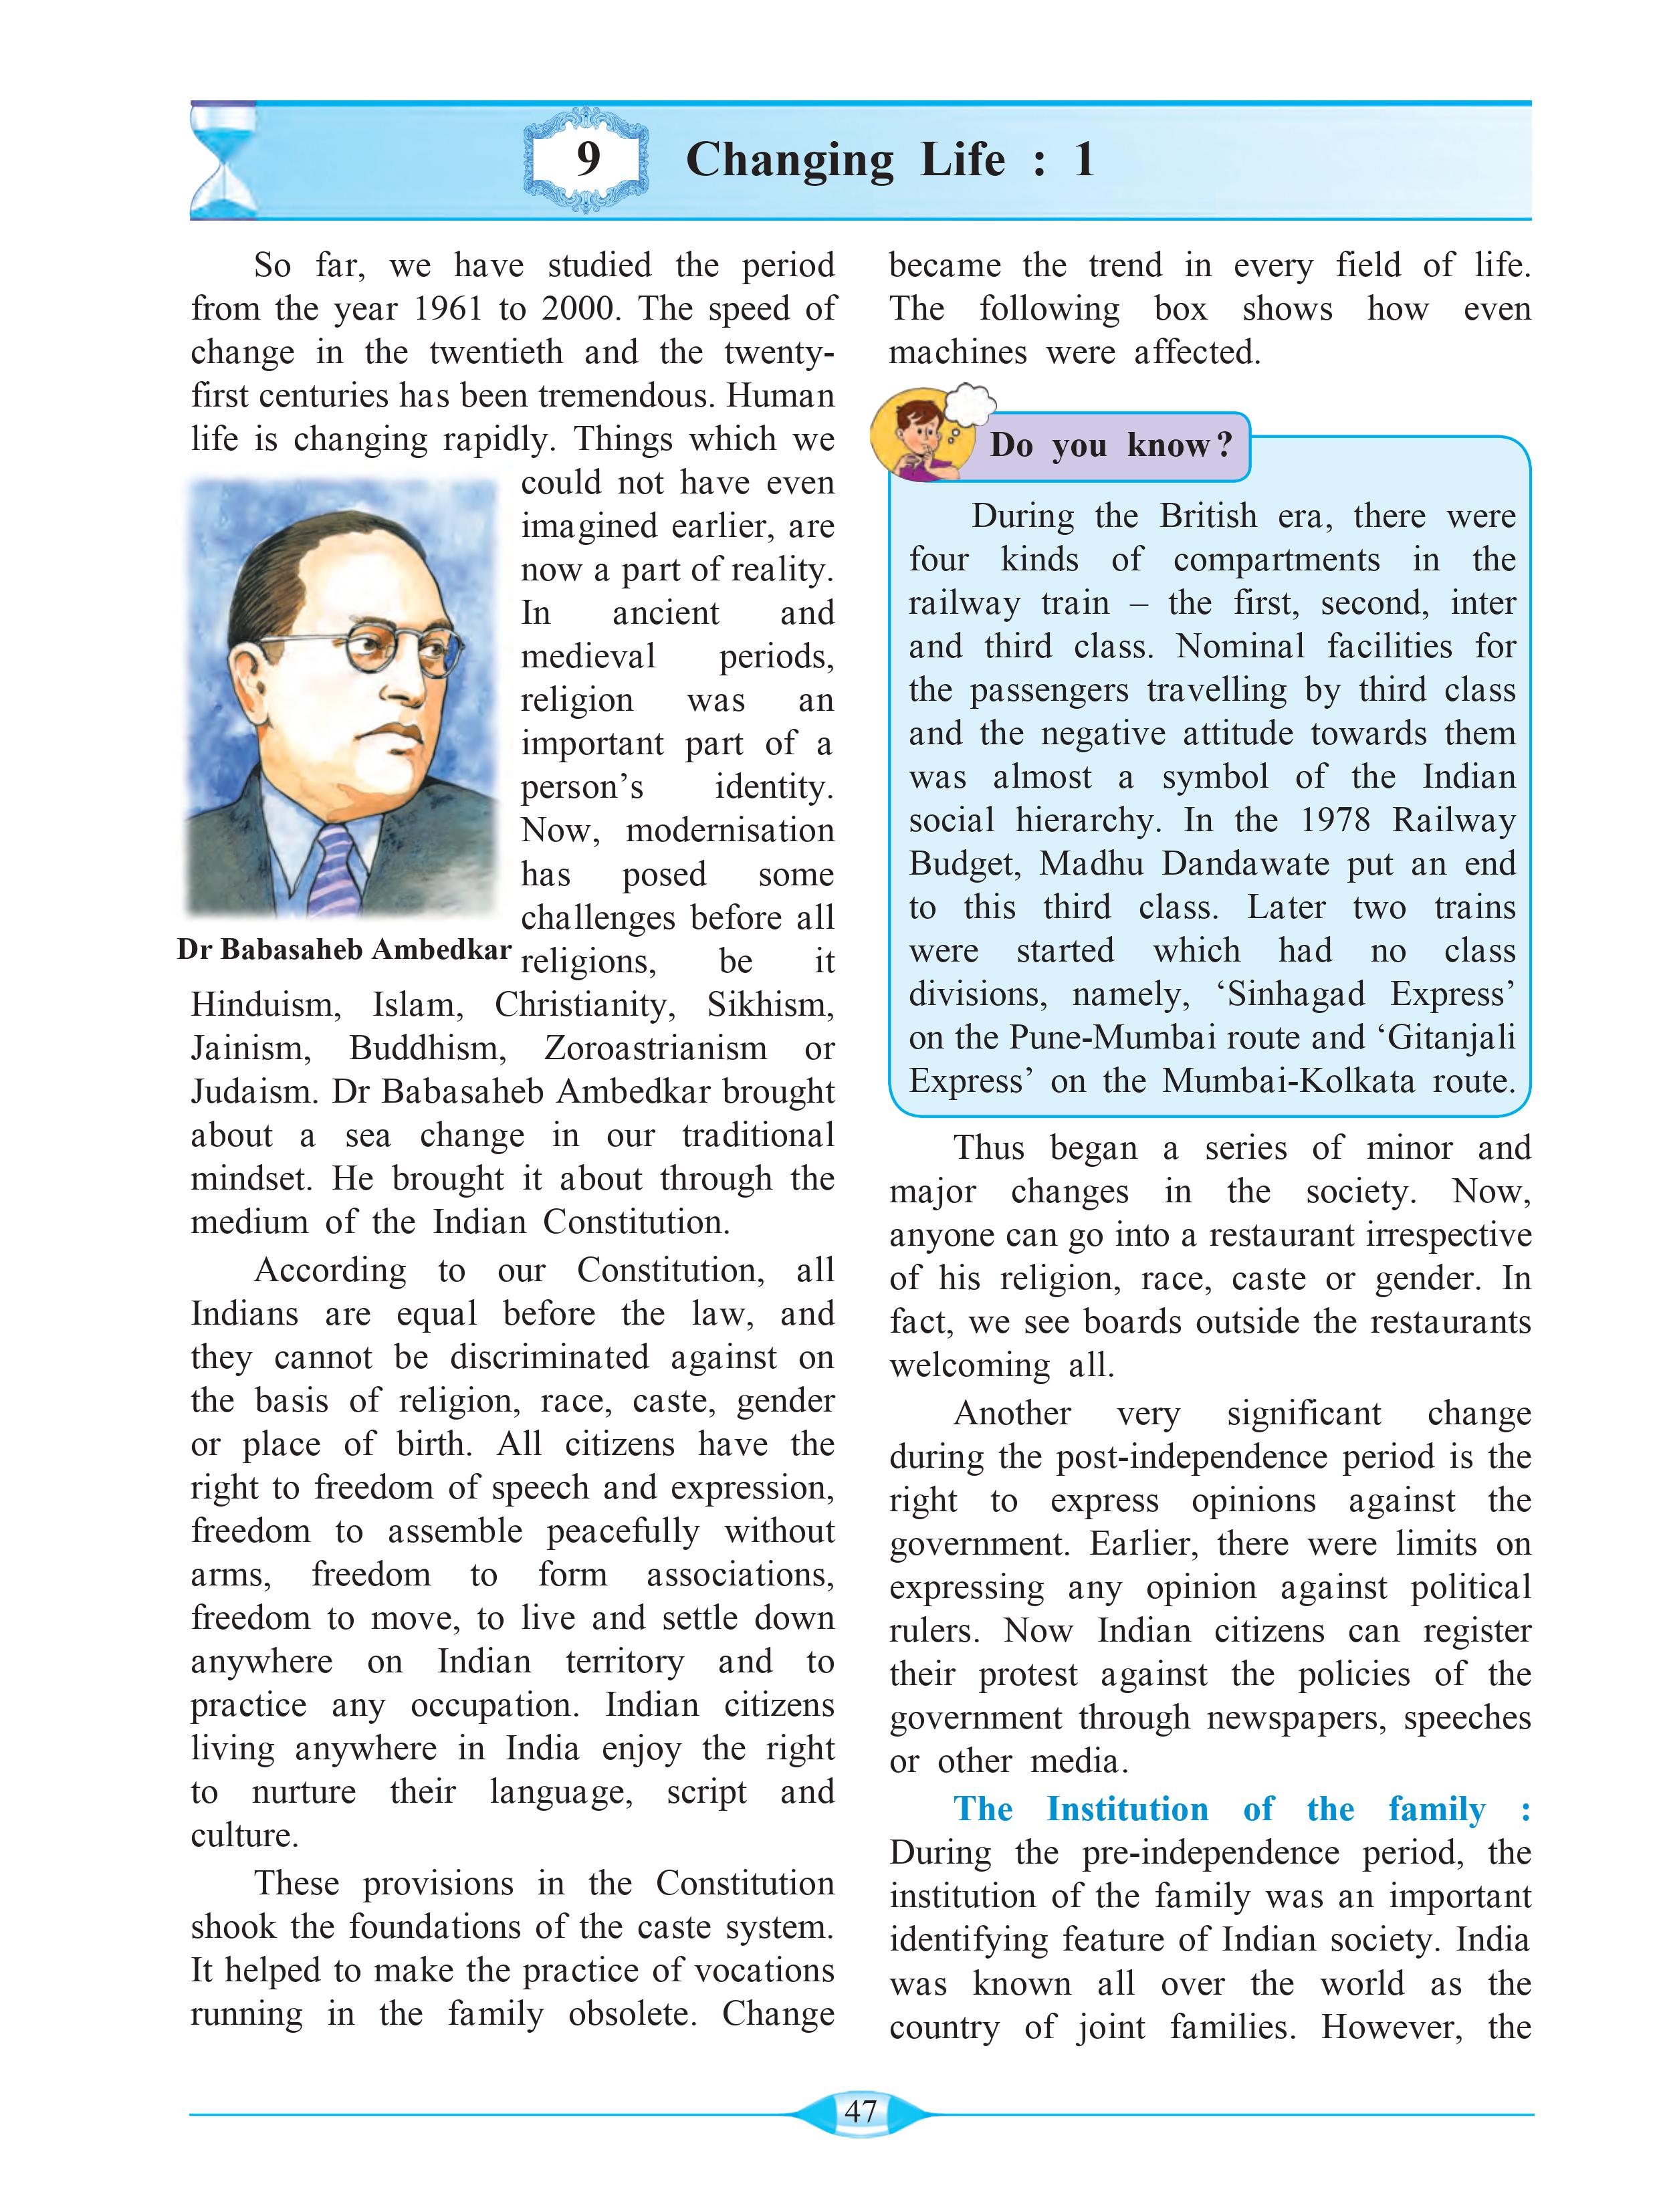 9 Changing Life : 1
So far, we have studied the period
from the year 1961 to 2000. The speed of
change in the twentieth and the twenty-
first centuries has been tremendous. Human
life is changing rapidly. Things which we
could not have even
imagined earlier, are
now a part of reality.
In ancient and
medieval periods,
religion was an
important part of a
person’s identity.
Now, modernisation
has posed some
challenges before all
religions, be it
Dr Babasaheb Ambedkar
Hinduism, Islam, Christianity, Sikhism,
Jainism, Buddhism, Zoroastrianism or
Judaism. Dr Babasaheb Ambedkar brought
about a sea change in our traditional
mindset. He brought it about through the
medium of the Indian Constitution.
According to our Constitution, all
Indians are equal before the law, and
they cannot be discriminated against on
the basis of religion, race, caste, gender
or place of birth. All citizens have the
right to freedom of speech and expression,
freedom to assemble peacefully without
arms, freedom to form associations,
freedom to move, to live and settle down
anywhere on Indian territory and to
practice any occupation. Indian citizens
living anywhere in India enjoy the right
to nurture their language, script and
culture.
These provisions in the Constitution
shook the foundations of the caste system.
It helped to make the practice of vocations
running in the family obsolete. Change
became the trend in every field of life.
The following box shows how even
machines were affected.
Do you know?
During the British era, there were
four kinds of compartments in the
railway train – the first, second, inter
and third class. Nominal facilities for
the passengers travelling by third class
and the negative attitude towards them
was almost a symbol of the Indian
social hierarchy. In the 1978 Railway
Budget, Madhu Dandawate put an end
to this third class. Later two trains
were started which had no class
divisions, namely, ‘Sinhagad Express’
on the Pune-Mumbai route and ‘Gitanjali
Express’ on the Mumbai-Kolkata route.
Thus began a series of minor and
major changes in the society. Now,
anyone can go into a restaurant irrespective
of his religion, race, caste or gender. In
fact, we see boards outside the restaurants
welcoming all.
Another very significant change
during the post-independence period is the
right to express opinions against the
government. Earlier, there were limits on
expressing any opinion against political
rulers. Now Indian citizens can register
their protest against the policies of the
government through newspapers, speeches
or other media.
The Institution of the family :
During the pre-independence period, the
institution of the family was an important
identifying feature of Indian society. India
was known all over the world as the
country of joint families. However, the
47